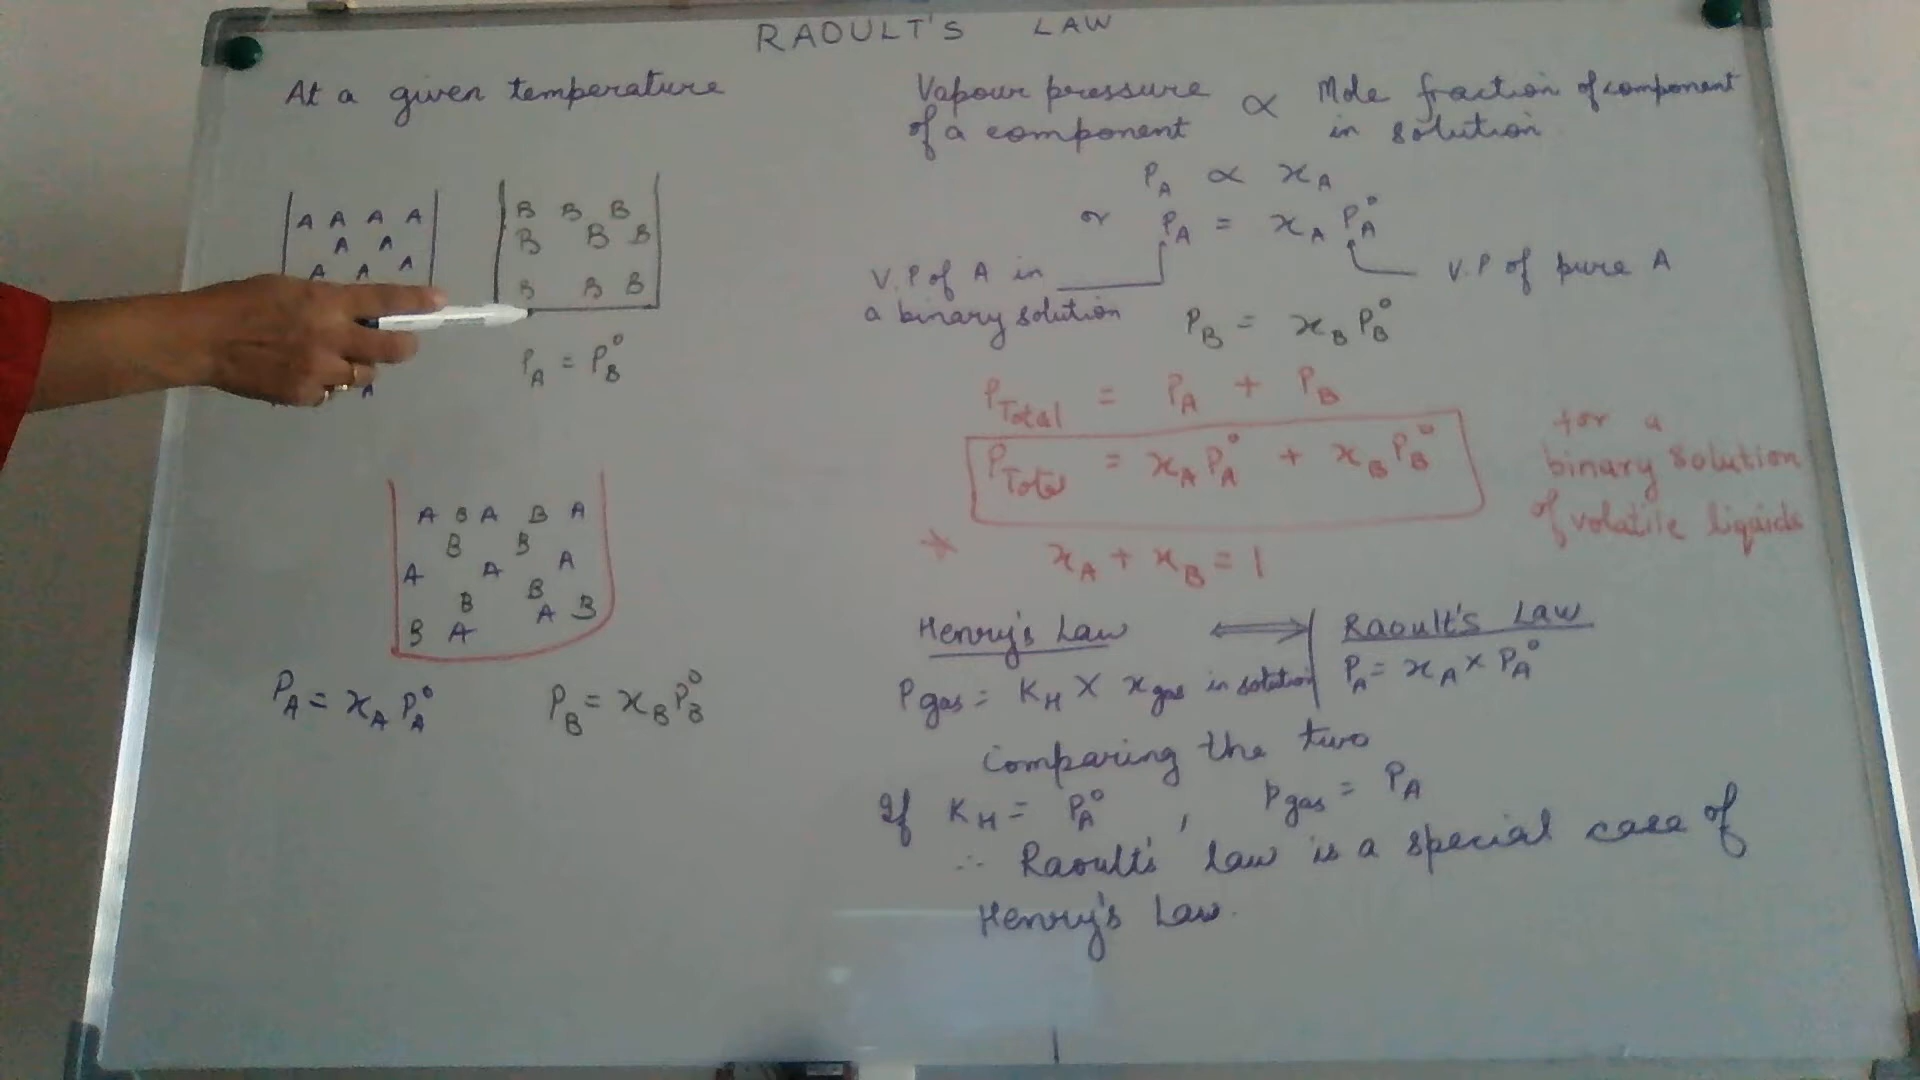 RAOULT'S LAW
At a given temperature
A A A A
A A
A A A
A
B B B
B B B
B B B
P_A = P_B°
A B A B A
B B
A A A
B B
A B
B A
P_A = x_A P_A°
P_B = x_B P_B°
Vapour pressure of a component ∝ Mole fraction of component in solution
P_A ∝ x_A
or P_A = x_A P_A°
V.P of A in a binary solution
V.P of pure A
P_B = x_B P_B°
P_Total = P_A + P_B
P_Total = x_A P_A° + x_B P_B°
for a
binary solution
of volatile liquids
* x_A + x_B = 1
Henry's Law ⟺ Raoult's Law
P gas = K_H × x gas in solution
P_A = x_A × P_A°
Comparing the two
If K_H = P_A° , P gas = P_A
∴ Raoult's Law is a special case of
Henry's Law.